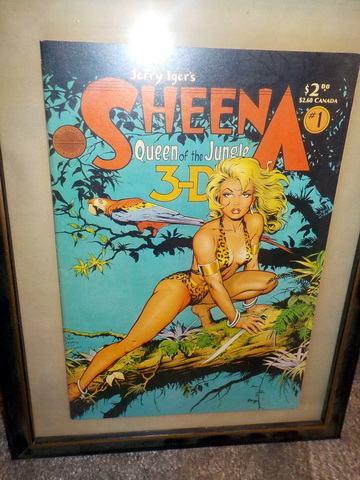 Jerry Iger's
SHEENA
$2.00
$2.60 CANADA
#1
Queen of the Jungle
3-D